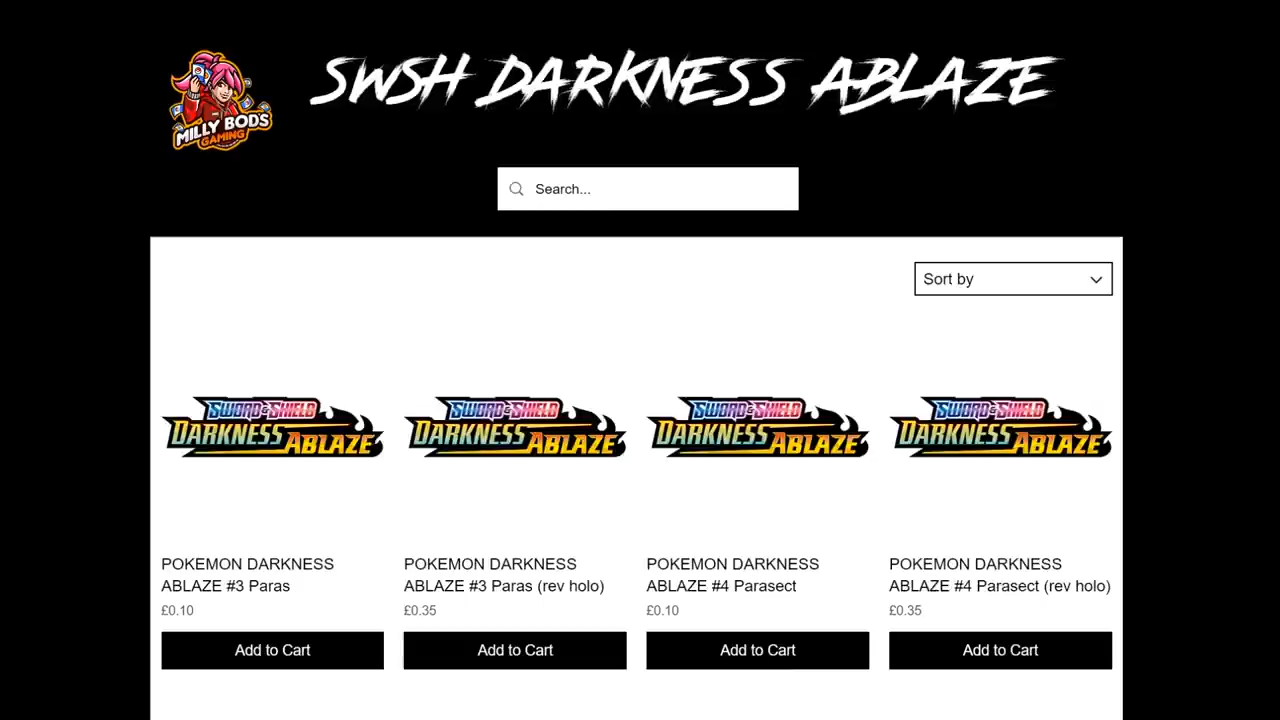 MILLY BOD'S
GAMING
SWSH DARKNESS ABLAZE
Search...
Sort by
SWORD & SHIELD
DARKNESS ABLAZE
SWORD & SHIELD
DARKNESS ABLAZE
SWORD & SHIELD
DARKNESS ABLAZE
SWORD & SHIELD
DARKNESS ABLAZE
POKEMON DARKNESS
ABLAZE #3 Paras
£0.10
Add to Cart
POKEMON DARKNESS
ABLAZE #3 Paras (rev holo)
£0.35
Add to Cart
POKEMON DARKNESS
ABLAZE #4 Parasect
£0.10
Add to Cart
POKEMON DARKNESS
ABLAZE #4 Parasect (rev holo)
£0.35
Add to Cart